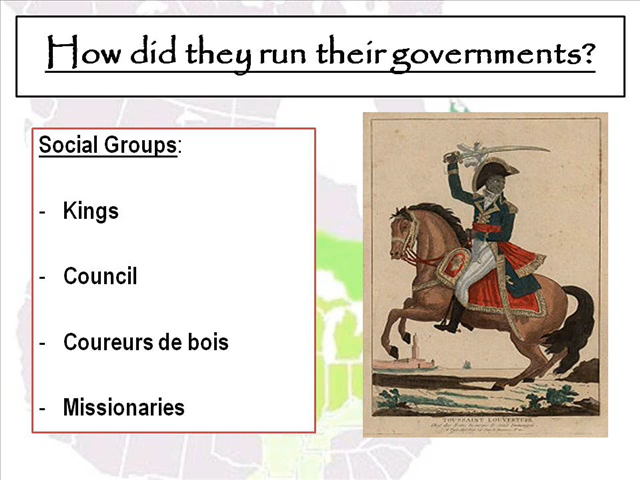 How did they run their governments?
Social Groups:
- Kings
- Council
- Coureurs de bois
- Missionaries
TOUSSAINT LOUVERTURE